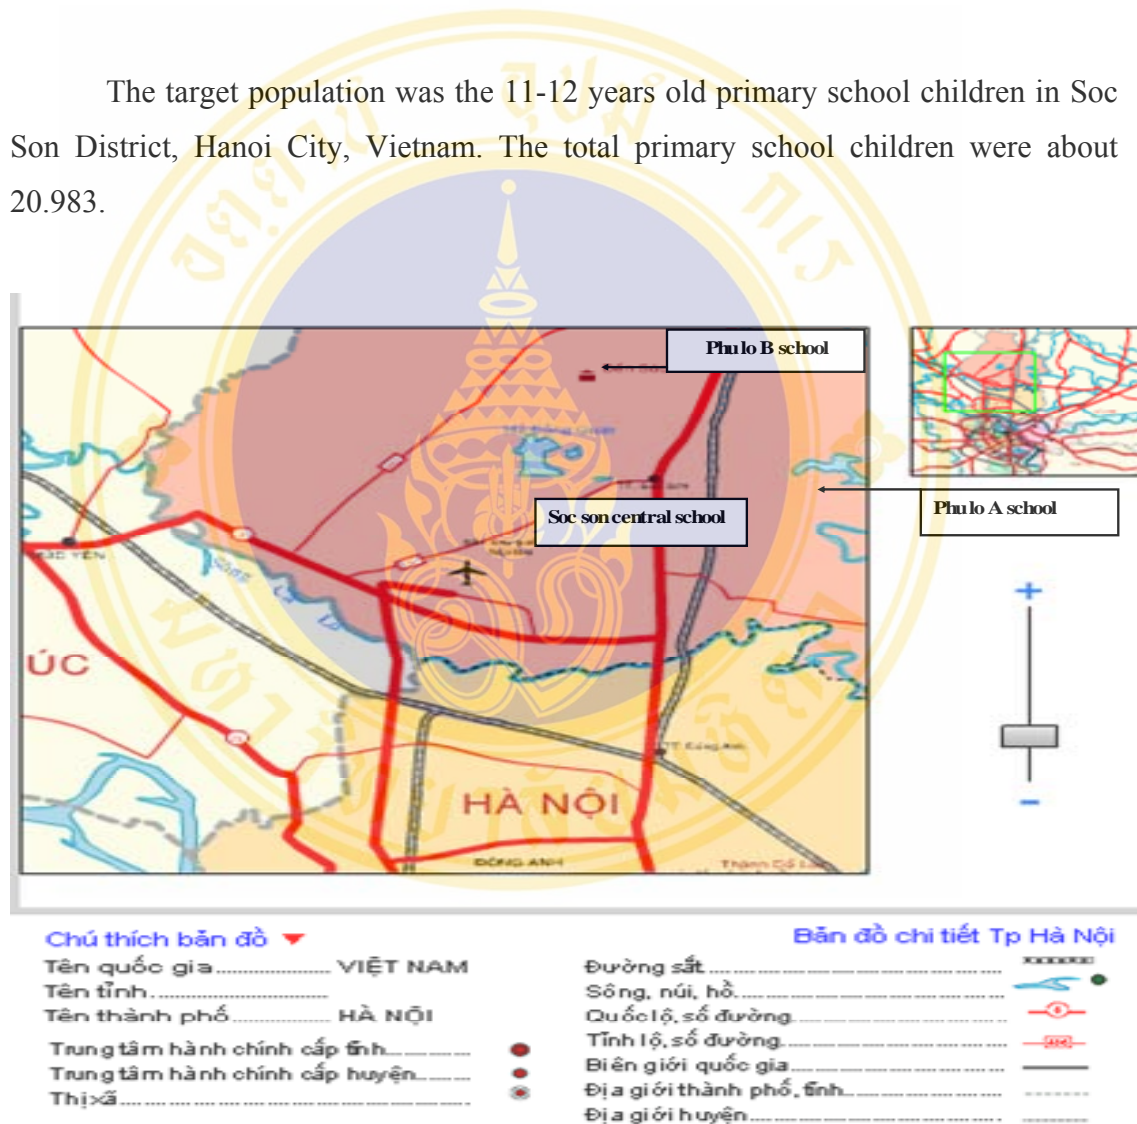 The target population was the 11-12 years old primary school children in Soc
Son District, Hanoi City, Vietnam. The total primary school children were about
20.983.
Phu lo B school
Phu lo A school
Soc son central school
ÚC
HÀ NỘI
TT. Đông Anh
ĐÔNG ANH
+
-
Chú thích bản đồ
Bản đồ chi tiết Tp Hà Nội
Tên quốc gia ................ VIỆT NAM
Tên tỉnh ................
Tên thành phố ................ HÀ NỘI
Trung tâm hành chính cấp tỉnh................
Trung tâm hành chính cấp huyện................
Thị xã................
Đường sắt ................
Sông, núi, hồ................
Quốc lộ, số đường................
Tỉnh lộ, số đường................
Biên giới quốc gia ................
Địa giới thành phố, tỉnh................
Địa giới huyện................